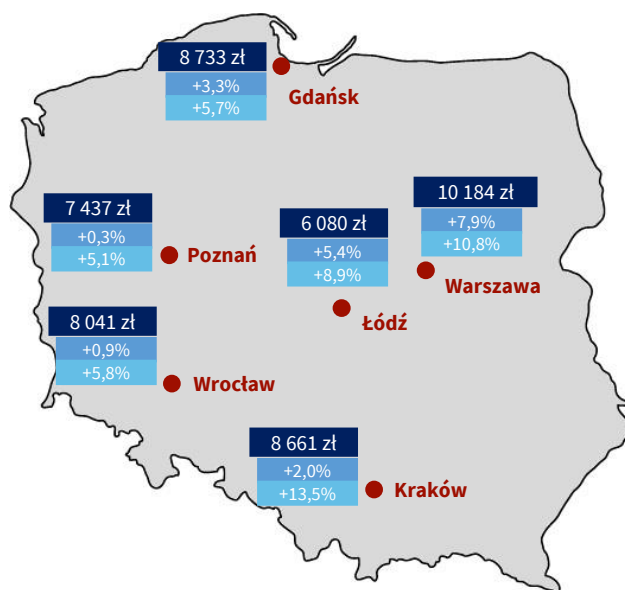 8 733 zł
+3,3%
+5,7%
Gdańsk
7 437 zł
+0,3%
+5,1%
Poznań
6 080 zł
+5,4%
+8,9%
Łódź
10 184 zł
+7,9%
+10,8%
Warszawa
8 041 zł
+0,9%
+5,8%
Wrocław
8 661 zł
+2,0%
+13,5%
Kraków